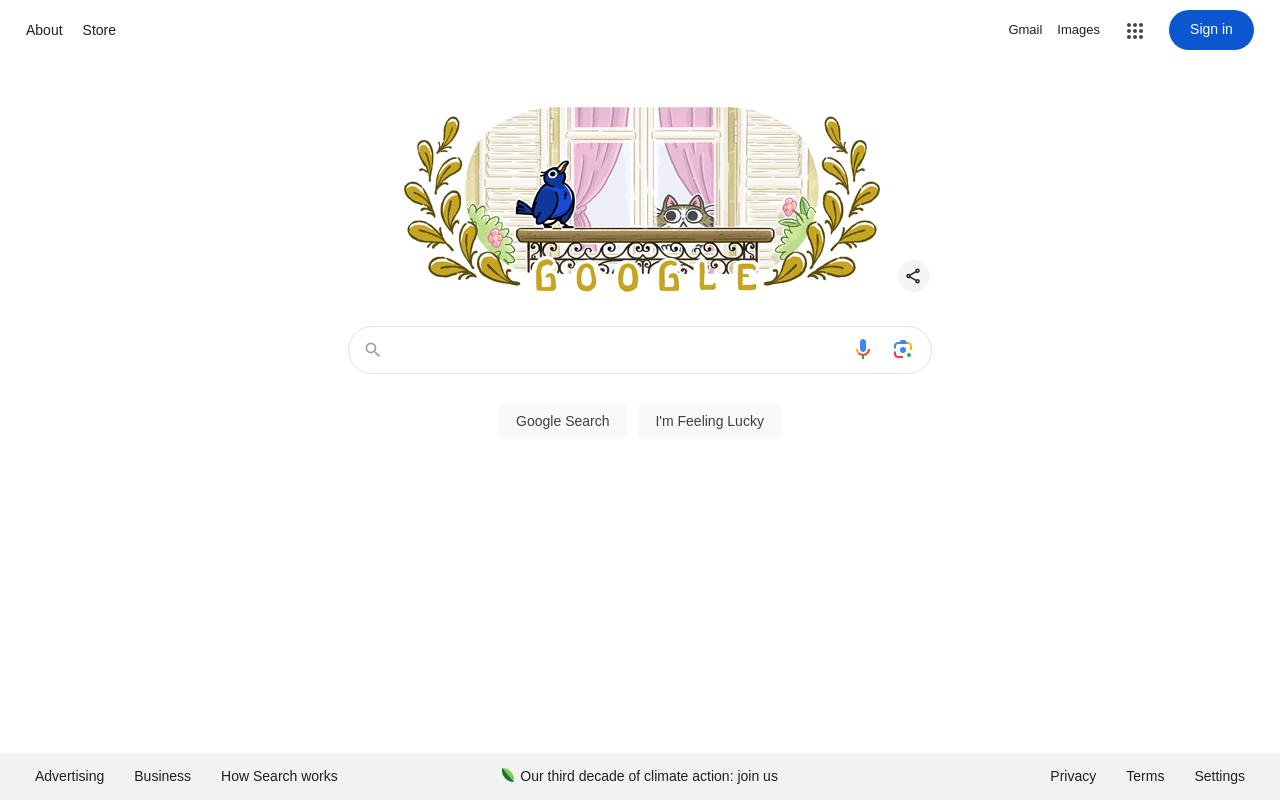 About Store
Gmail Images Sign in
GOOGLE
Google Search I'm Feeling Lucky
Advertising Business How Search works
Our third decade of climate action: join us
Privacy Terms Settings